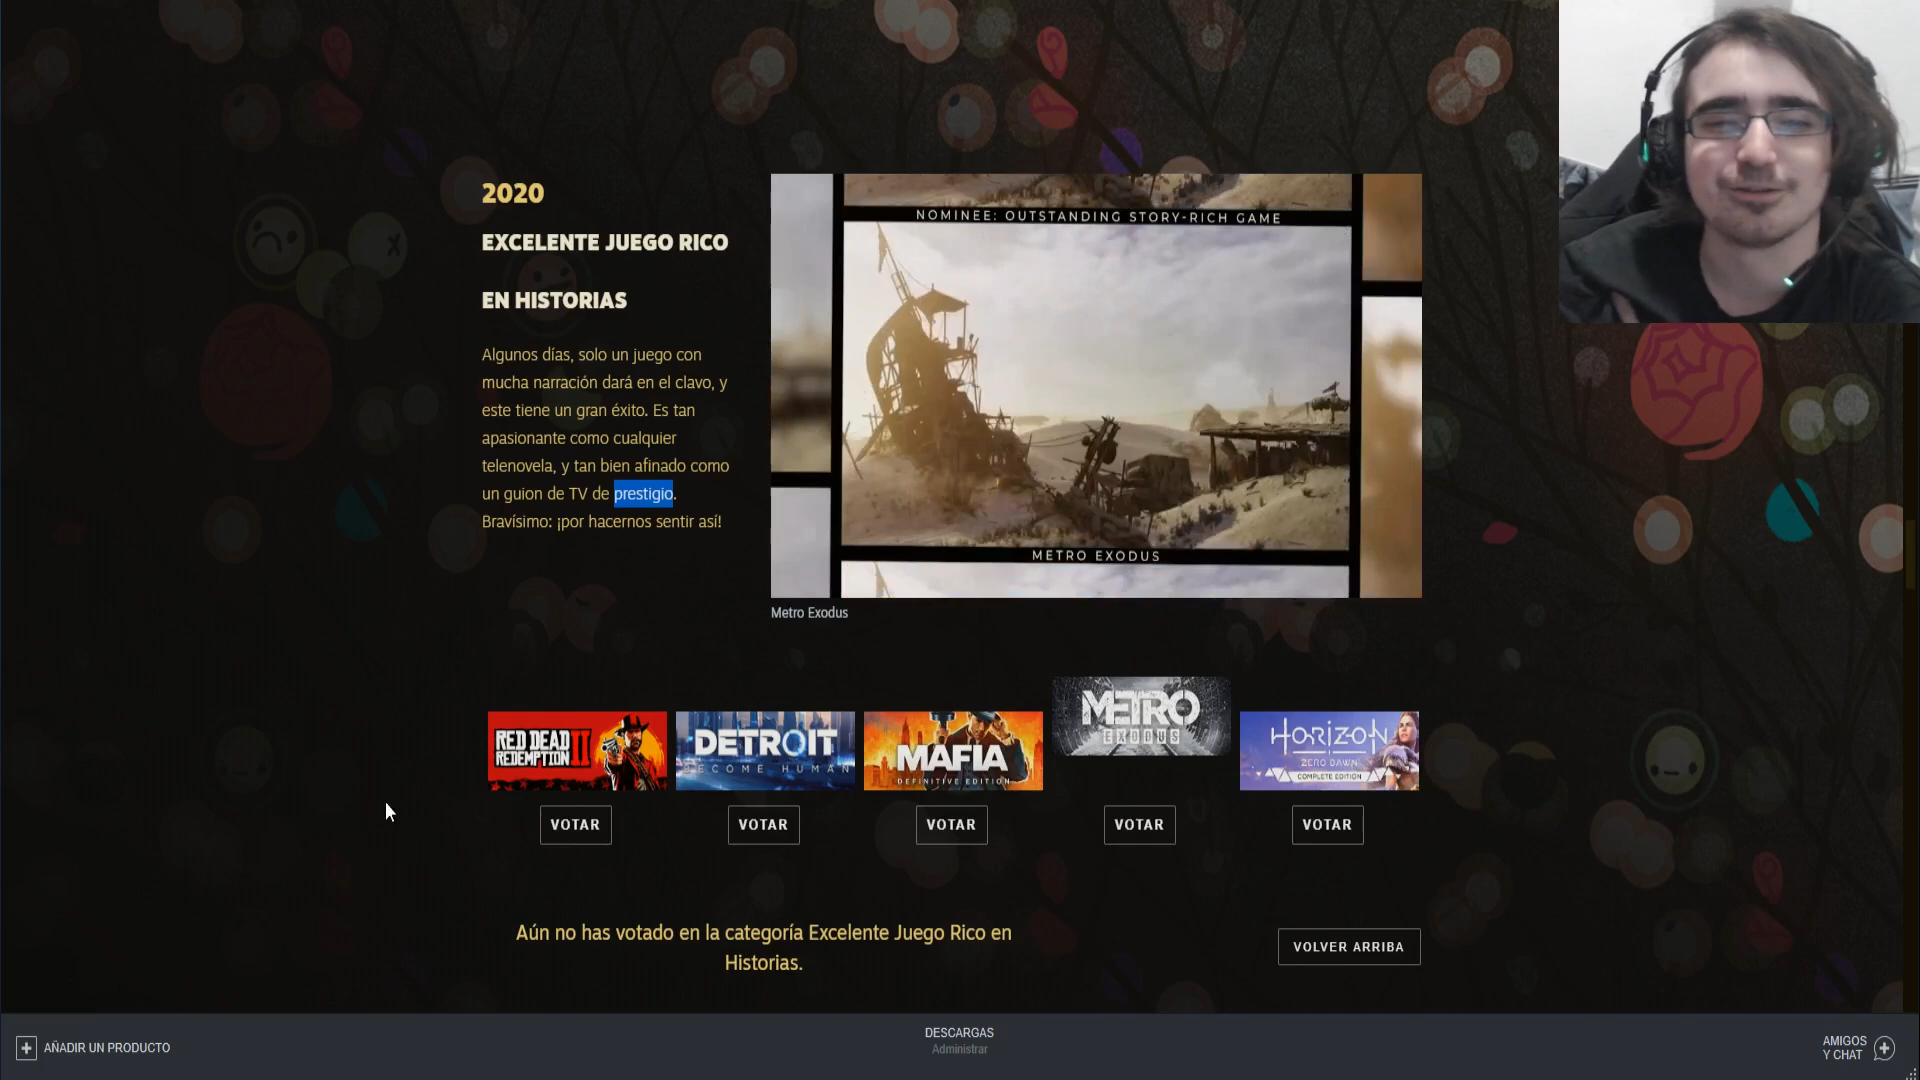 2020
EXCELENTE JUEGO RICO
EN HISTORIAS
Algunos días, solo un juego con
mucha narración dará en el clavo, y
este tiene un gran éxito. Es tan
apasionante como cualquier
telenovela, y tan bien afinado como
un guion de TV de prestigio.
Bravísimo: ¡por hacernos sentir así!
NOMINEE: OUTSTANDING STORY-RICH GAME
METRO EXODUS
Metro Exodus
RED DEAD
REDEMPTION II
DETROIT
BECOME HUMAN
MAFIA
DEFINITIVE EDITION
METRO
EXODUS
HORIZON
ZERO DAWN
COMPLETE EDITION
VOTAR
VOTAR
VOTAR
VOTAR
VOTAR
Aún no has votado en la categoría Excelente Juego Rico en
Historias.
VOLVER ARRIBA
AÑADIR UN PRODUCTO
DESCARGAS
Administrar
AMIGOS
Y CHAT